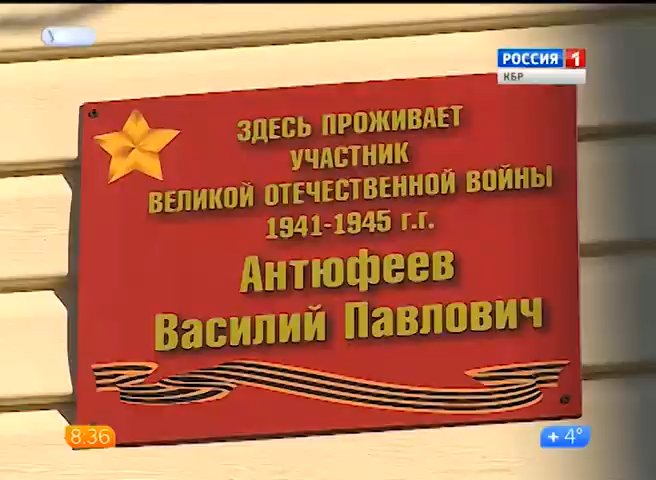 РОССИЯ 1
КБР
ЗДЕСЬ ПРОЖИВАЕТ
УЧАСТНИК
ВЕЛИКОЙ ОТЕЧЕСТВЕННОЙ ВОЙНЫ
1941-1945 г.г.
Антюфеев
Василий Павлович
8:36
+4°